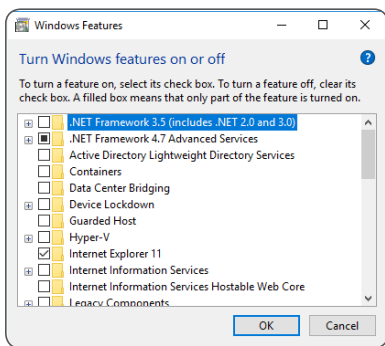 Windows Features
Turn Windows features on or off
?
To turn a feature on, select its check box. To turn a feature off, clear its
check box. A filled box means that only part of the feature is turned on.
.NET Framework 3.5 (includes .NET 2.0 and 3.0)
.NET Framework 4.7 Advanced Services
Active Directory Lightweight Directory Services
Containers
Data Center Bridging
Device Lockdown
Guarded Host
Hyper-V
Internet Explorer 11
Internet Information Services
Internet Information Services Hostable Web Core
Legacy Components
OK Cancel